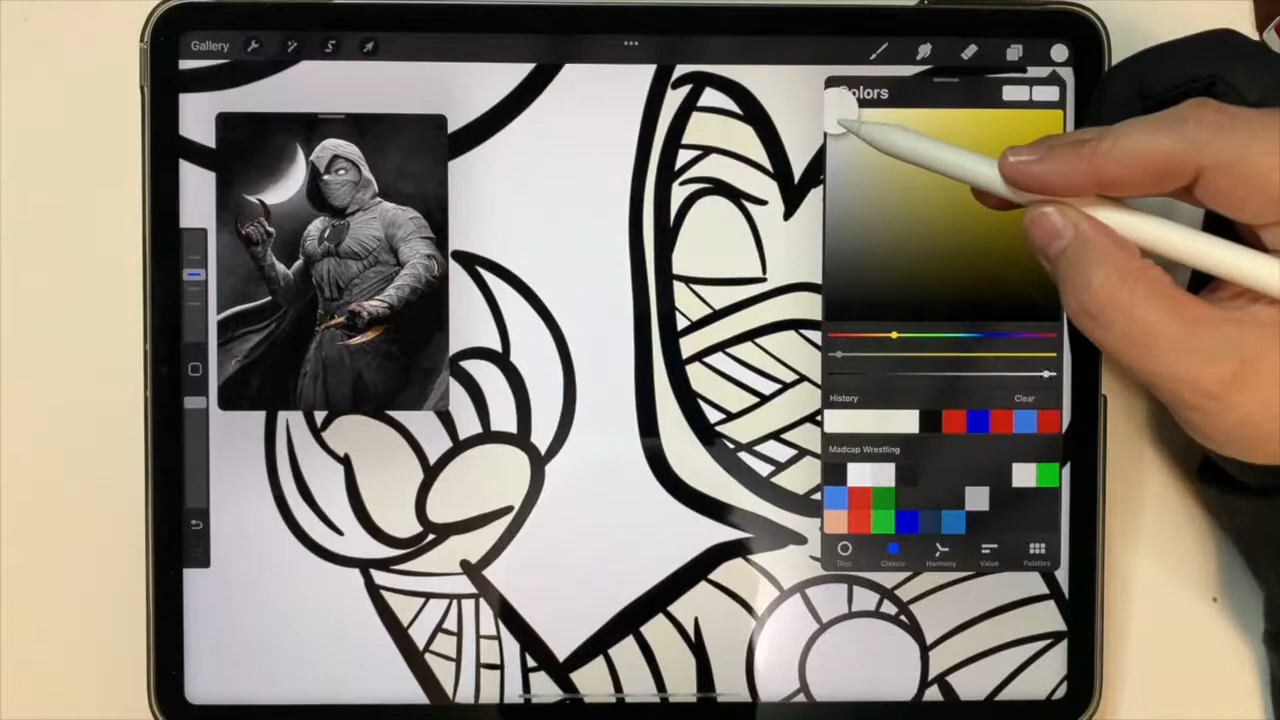 Gallery
Colors
History Clear
Madcap Wrestling
Disc Classic Harmony Value Palettes